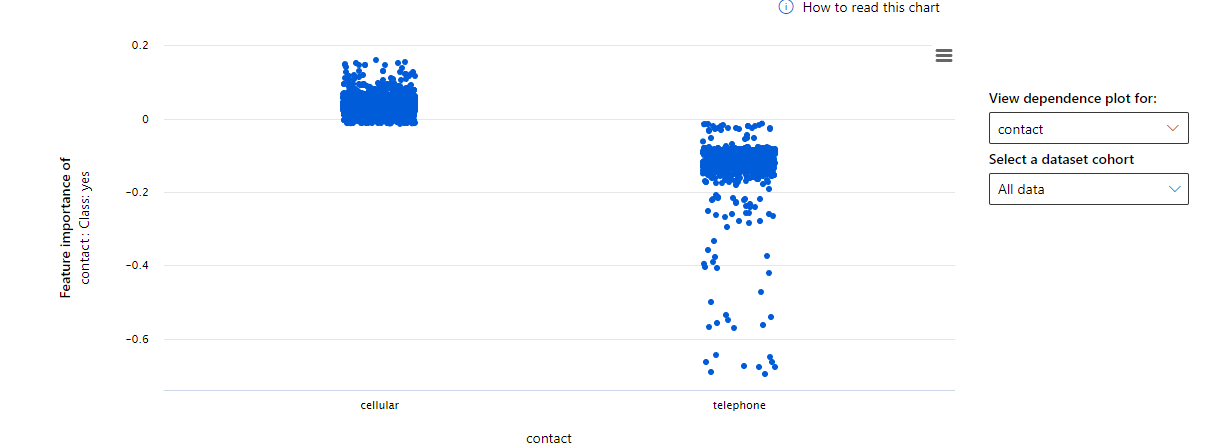 How to read this chart
0.2
0
−0.2
−0.4
−0.6
Feature importance of
contact : Class: yes
cellular
telephone
contact
View dependence plot for:
contact
Select a dataset cohort
All data